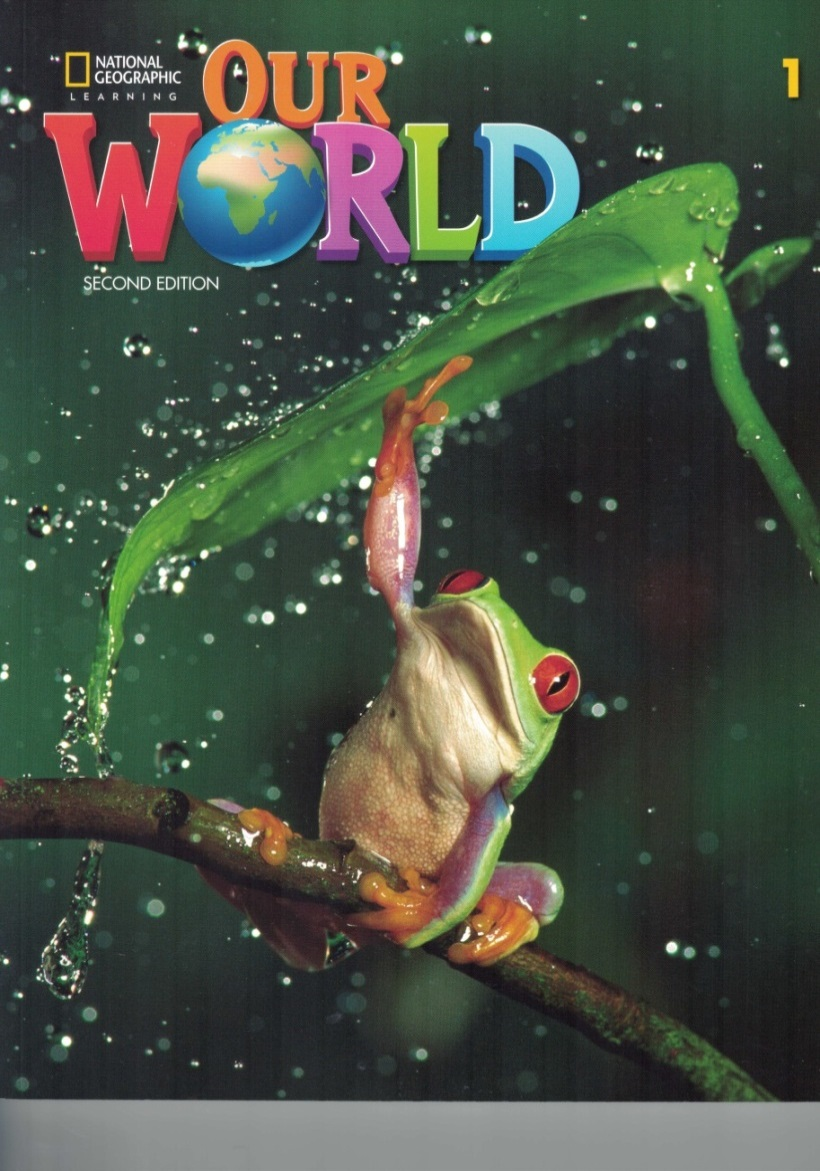 NATIONAL
GEOGRAPHIC
LEARNING
OUR
WORLD
SECOND EDITION
1